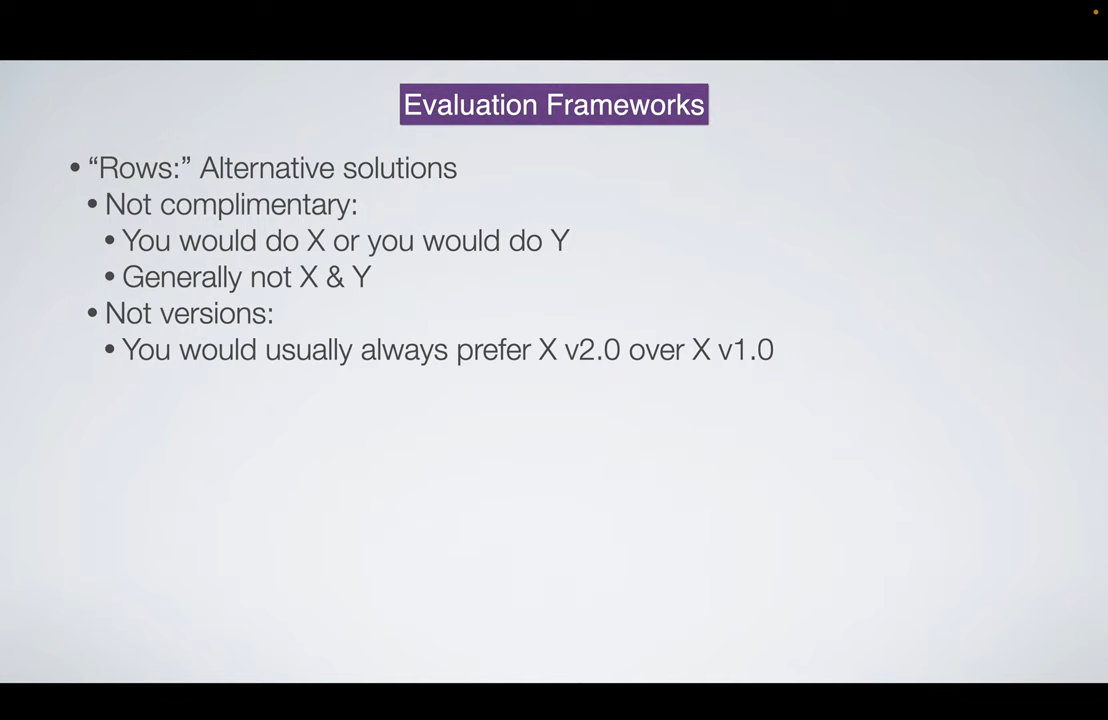 Evaluation Frameworks
• “Rows:” Alternative solutions
• Not complimentary:
• You would do X or you would do Y
• Generally not X & Y
• Not versions:
• You would usually always prefer X v2.0 over X v1.0